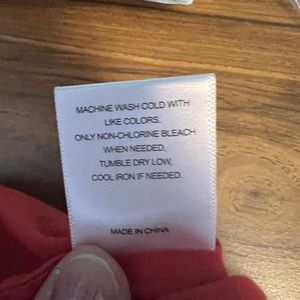 MACHINE WASH COLD WITH
LIKE COLORS,
ONLY NON-CHLORINE BLEACH
WHEN NEEDED,
TUMBLE DRY LOW,
COOL IRON IF NEEDED.
MADE IN CHINA